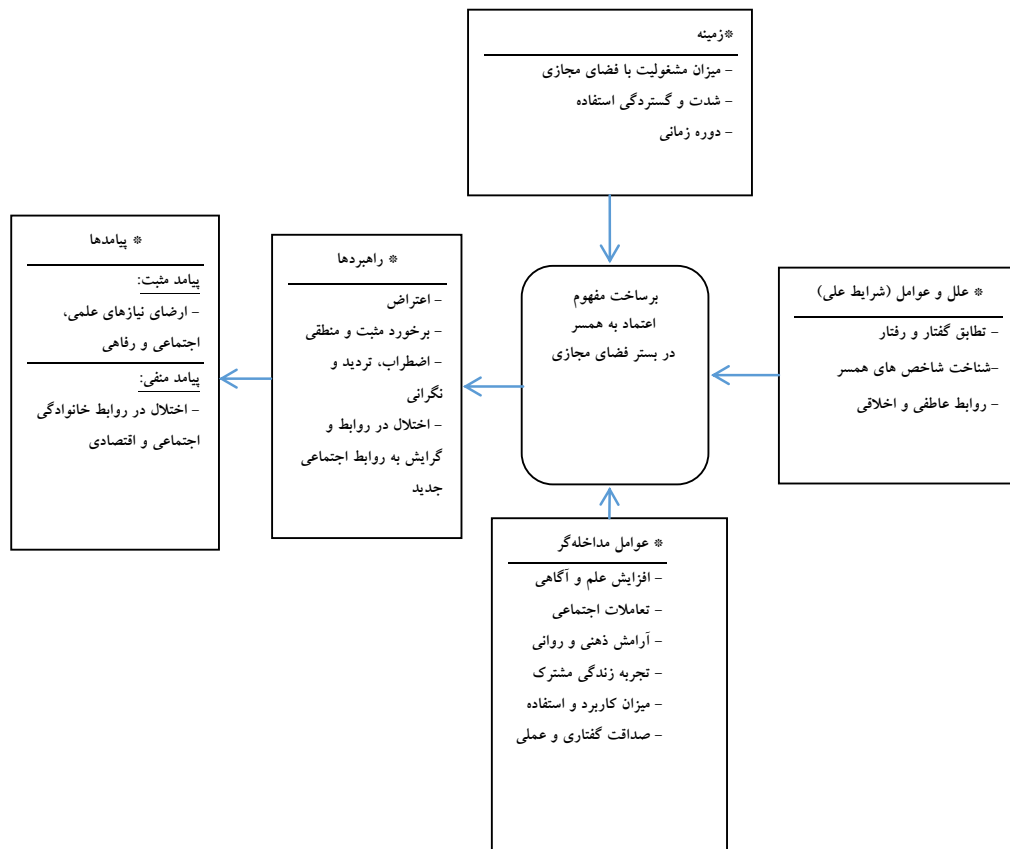 *زمینه
- میزان مشغولیت با فضای مجازی
- شدت و گستردگی استفاده
- دوره زمانی
* علل و عوامل (شرایط علی)
- تطابق گفتار و رفتار
-شناخت شاخص های همسر
- روابط عاطفی و اخلاقی
برساخت مفهوم
اعتماد به همسر
در بستر فضای مجازی
* راهبردها
- اعتراض
- برخورد مثبت و منطقی
- اضطراب، تردید و
نگرانی
- اختلال در روابط و
گرایش به روابط اجتماعی
جدید
* پیامدها
پیامد مثبت:
- ارضای نیازهای علمی،
اجتماعی و رفاهی
پیامد منفی:
- اختلال در روابط خانوادگی
اجتماعی و اقتصادی
* عوامل مداخله‌گر
- افزایش علم و آگاهی
- تعاملات اجتماعی
- آرامش ذهنی و روانی
- تجربه زندگی مشترک
- میزان کاربرد و استفاده
- صداقت گفتاری و عملی